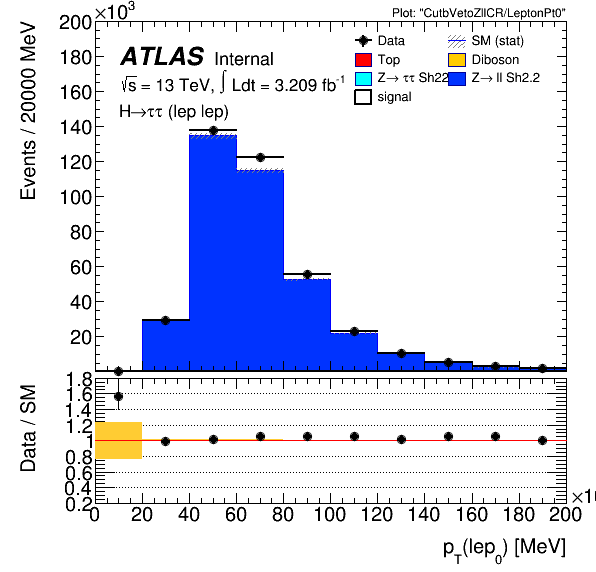 Plot: "CutbVetoZllCR/LeptonPt0"
×10³
ATLAS Internal
√s = 13 TeV, ∫ Ldt = 3.209 fb⁻¹
H→ττ (lep lep)
Data
SM (stat)
Top
Diboson
Z→ ττ Sh22
Z→ ll Sh2.2
signal
Events / 20000 MeV
200
180
160
140
120
100
80
60
40
20
Data / SM
1.8
1.6
1.4
1.2
1
0.8
0.6
0.4
0.2
0 20 40 60 80 100 120 140 160 180 200
×10
p_T(lep_0) [MeV]